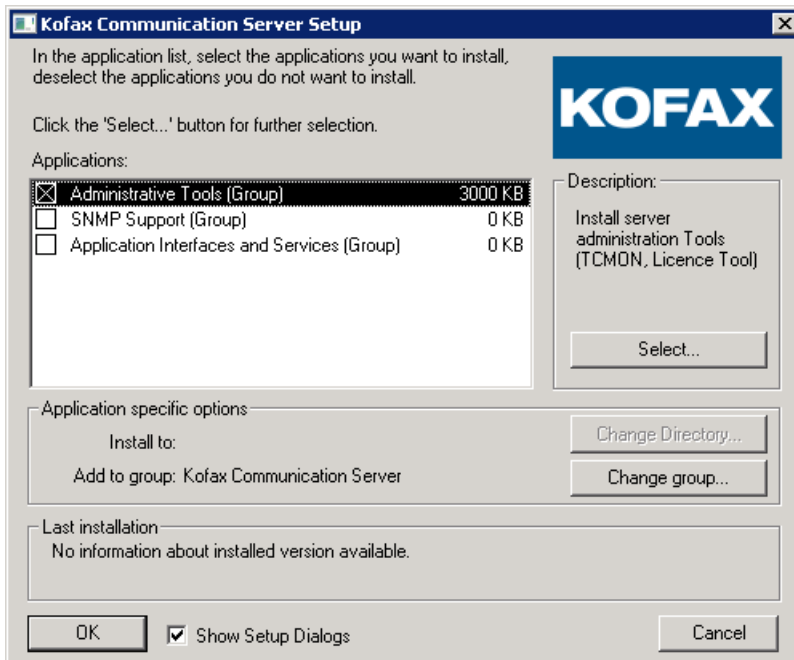 Kofax Communication Server Setup
In the application list, select the applications you want to install,
deselect the applications you do not want to install.
Click the 'Select...' button for further selection.
KOFAX
Applications:
Administrative Tools (Group) 3000 KB
SNMP Support (Group) 0 KB
Application Interfaces and Services (Group) 0 KB
Description:
Install server
administration Tools
(TCMON, Licence Tool)
Select...
Application specific options
Install to:
Change Directory...
Add to group: Kofax Communication Server
Change group...
Last installation
No information about installed version available.
OK
Show Setup Dialogs
Cancel